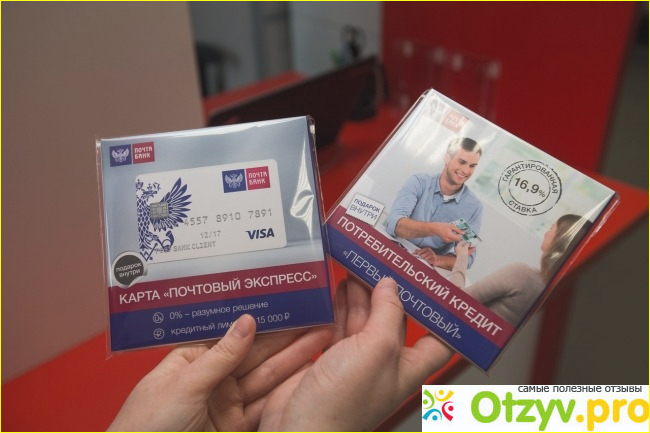 ПОЧТА
БАНК
ПОЧТА
БАНК
4557 8910 7891
12/17
BANK CLIENT
VISA
ПОДАРОК
ВНУТРИ
КАРТА «ПОЧТОВЫЙ ЭКСПРЕСС»
0% – разумное решение
кредитный 15 000 ₽
ПОЧТА
БАНК
ГАРАНТИРОВАННАЯ
16,9%
СТАВКА
ПОДАРОК
ВНУТРИ
ПОТРЕБИТЕЛЬСКИЙ КРЕДИТ
«ПЕРВЫЙ ПОЧТОВЫЙ»
самые полезные отзывы
Otzyv.pro